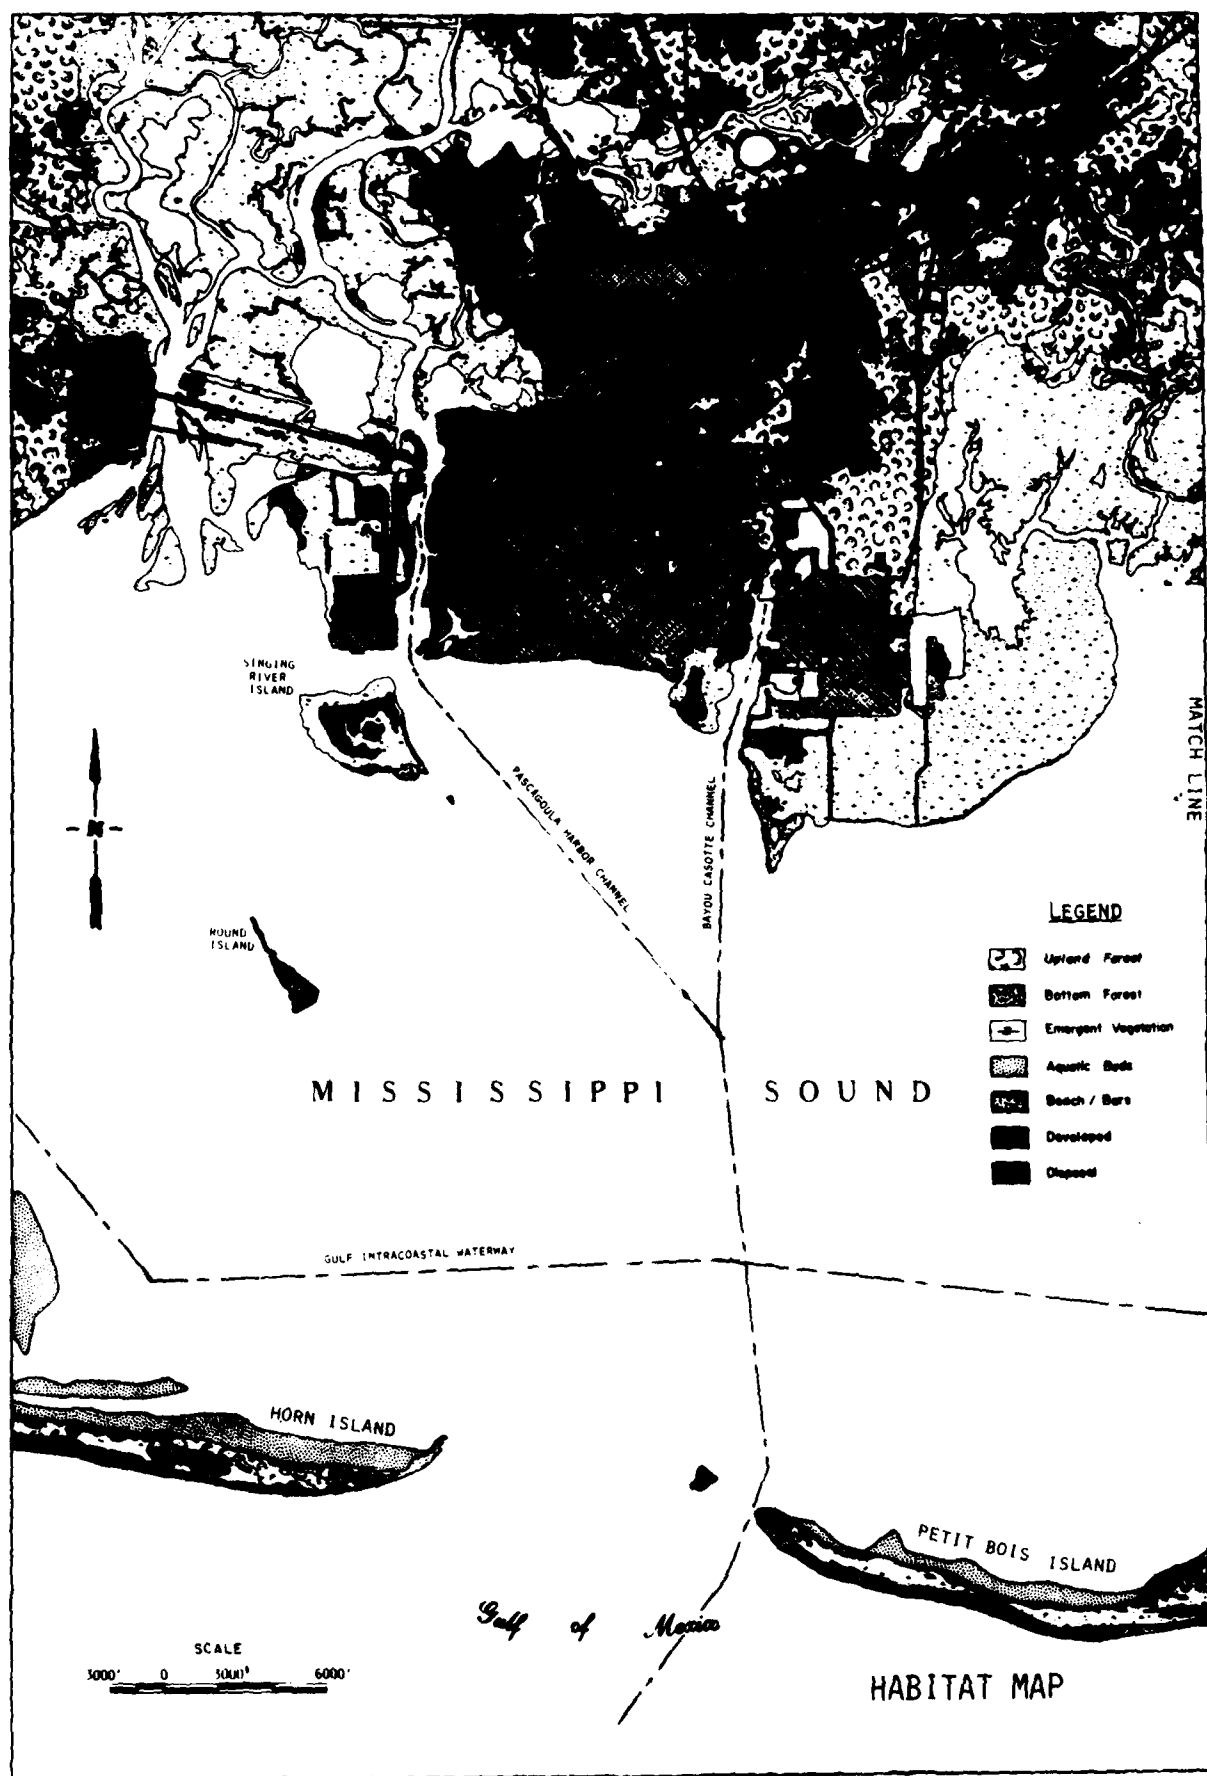 SINGING
RIVER
ISLAND
MATCH LINE
PASCAGOULA HARBOR CHANNEL
BAYOU CASOTTE CHANNEL
N
ROUND
ISLAND
LEGEND
Upland Forest
Bottom Forest
Emergent Vegetation
Aquatic Beds
Beach / Bars
Developed
Disposal
MISSISSIPPI SOUND
GULF INTRACOASTAL WATERWAY
HORN ISLAND
PETIT BOIS ISLAND
Gulf of Mexico
SCALE
3000' 0 3000' 6000'
HABITAT MAP